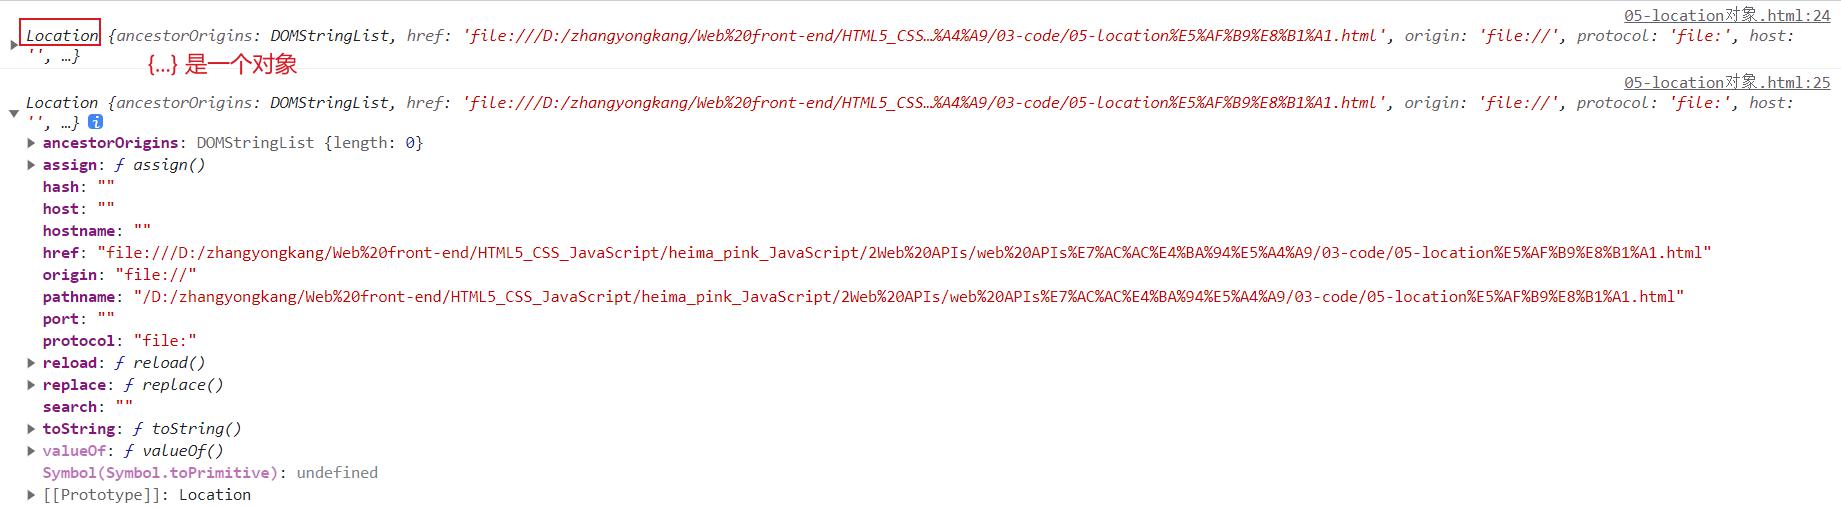 05-location对象.html:24
Location {ancestorOrigins: DOMStringList, href: 'file:///D:/zhangyongkang/Web%20front-end/HTML5_CSS…%A4%A9/03-code/05-location%E5%AF%B9%E8%B1%A1.html', origin: 'file://', protocol: 'file:', host:
'', …}
{...} 是一个对象
05-location对象.html:25
Location {ancestorOrigins: DOMStringList, href: 'file:///D:/zhangyongkang/Web%20front-end/HTML5_CSS…%A4%A9/03-code/05-location%E5%AF%B9%E8%B1%A1.html', origin: 'file://', protocol: 'file:', host:
'', …} i
ancestorOrigins: DOMStringList {length: 0}
assign: ƒ assign()
hash: ""
host: ""
hostname: ""
href: "file:///D:/zhangyongkang/Web%20front-end/HTML5_CSS_JavaScript/heima_pink_JavaScript/2Web%20APIs/web%20APIs%E7%AC%AC%E4%BA%94%E5%A4%A9/03-code/05-location%E5%AF%B9%E8%B1%A1.html"
origin: "file://"
pathname: "/D:/zhangyongkang/Web%20front-end/HTML5_CSS_JavaScript/heima_pink_JavaScript/2Web%20APIs/web%20APIs%E7%AC%AC%E4%BA%94%E5%A4%A9/03-code/05-location%E5%AF%B9%E8%B1%A1.html"
port: ""
protocol: "file:"
reload: ƒ reload()
replace: ƒ replace()
search: ""
toString: ƒ toString()
valueOf: ƒ valueOf()
Symbol(Symbol.toPrimitive): undefined
[[Prototype]]: Location